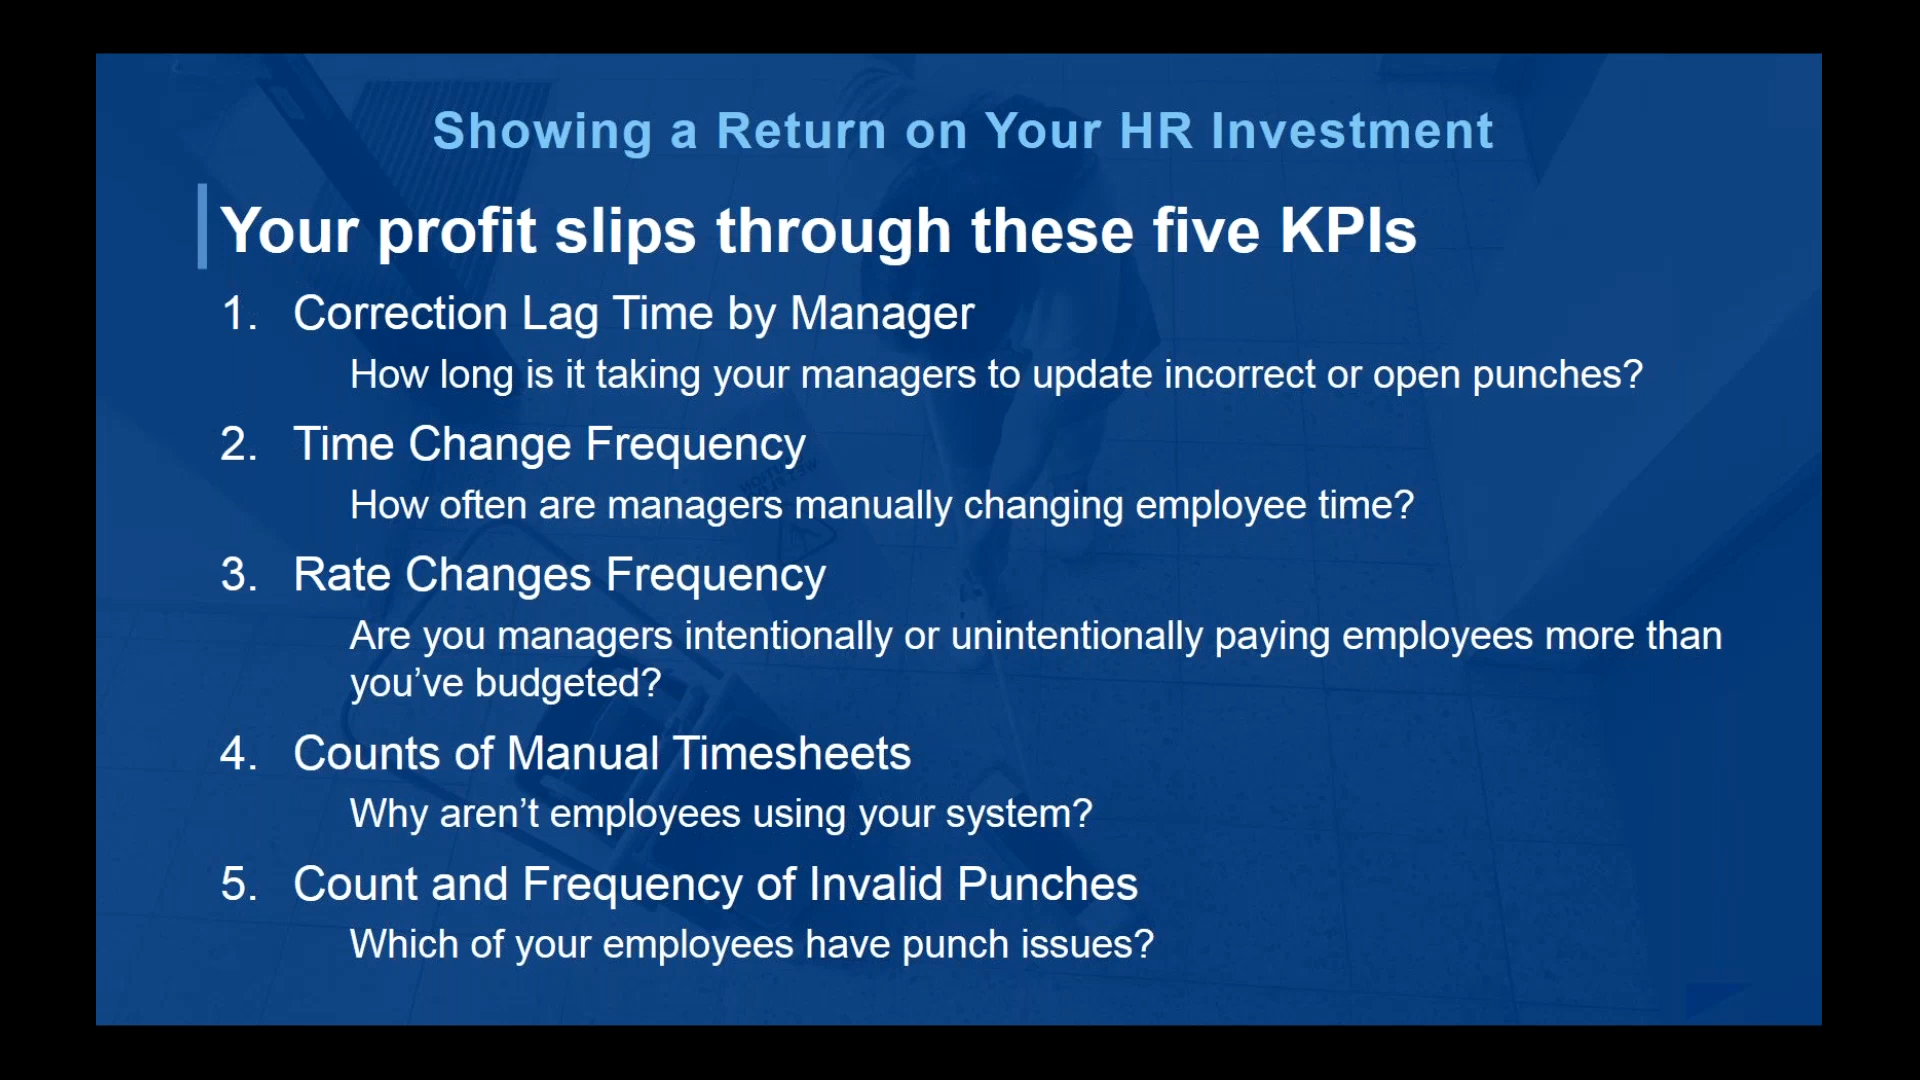 Showing a Return on Your HR Investment
Your profit slips through these five KPIs
1. Correction Lag Time by Manager
How long is it taking your managers to update incorrect or open punches?
2. Time Change Frequency
How often are managers manually changing employee time?
3. Rate Changes Frequency
Are you managers intentionally or unintentionally paying employees more than
you’ve budgeted?
4. Counts of Manual Timesheets
Why aren’t employees using your system?
5. Count and Frequency of Invalid Punches
Which of your employees have punch issues?